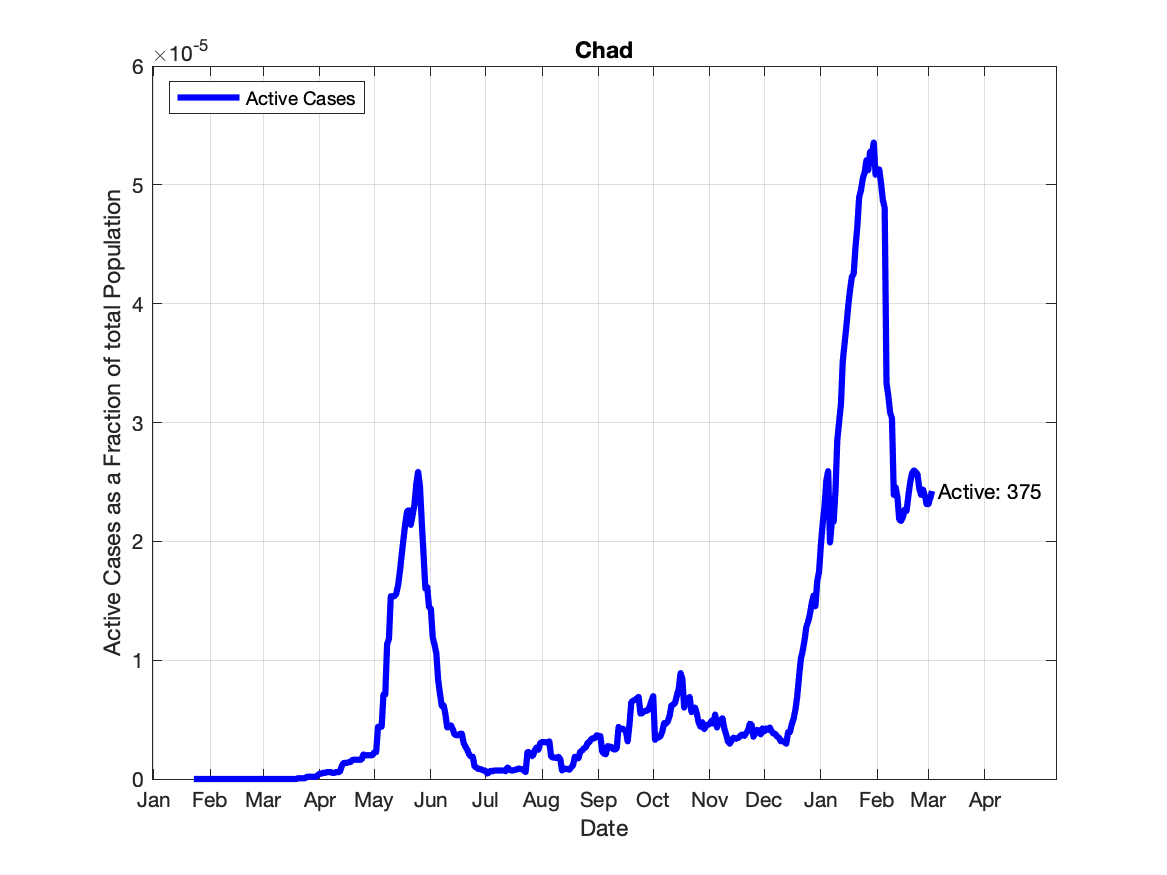 Chad
×10-5
Active Cases
6
5
4
3
2
1
0
Active Cases as a Fraction of total Population
Active: 375
Jan Feb Mar Apr May Jun Jul Aug Sep Oct Nov Dec Jan Feb Mar Apr
Date